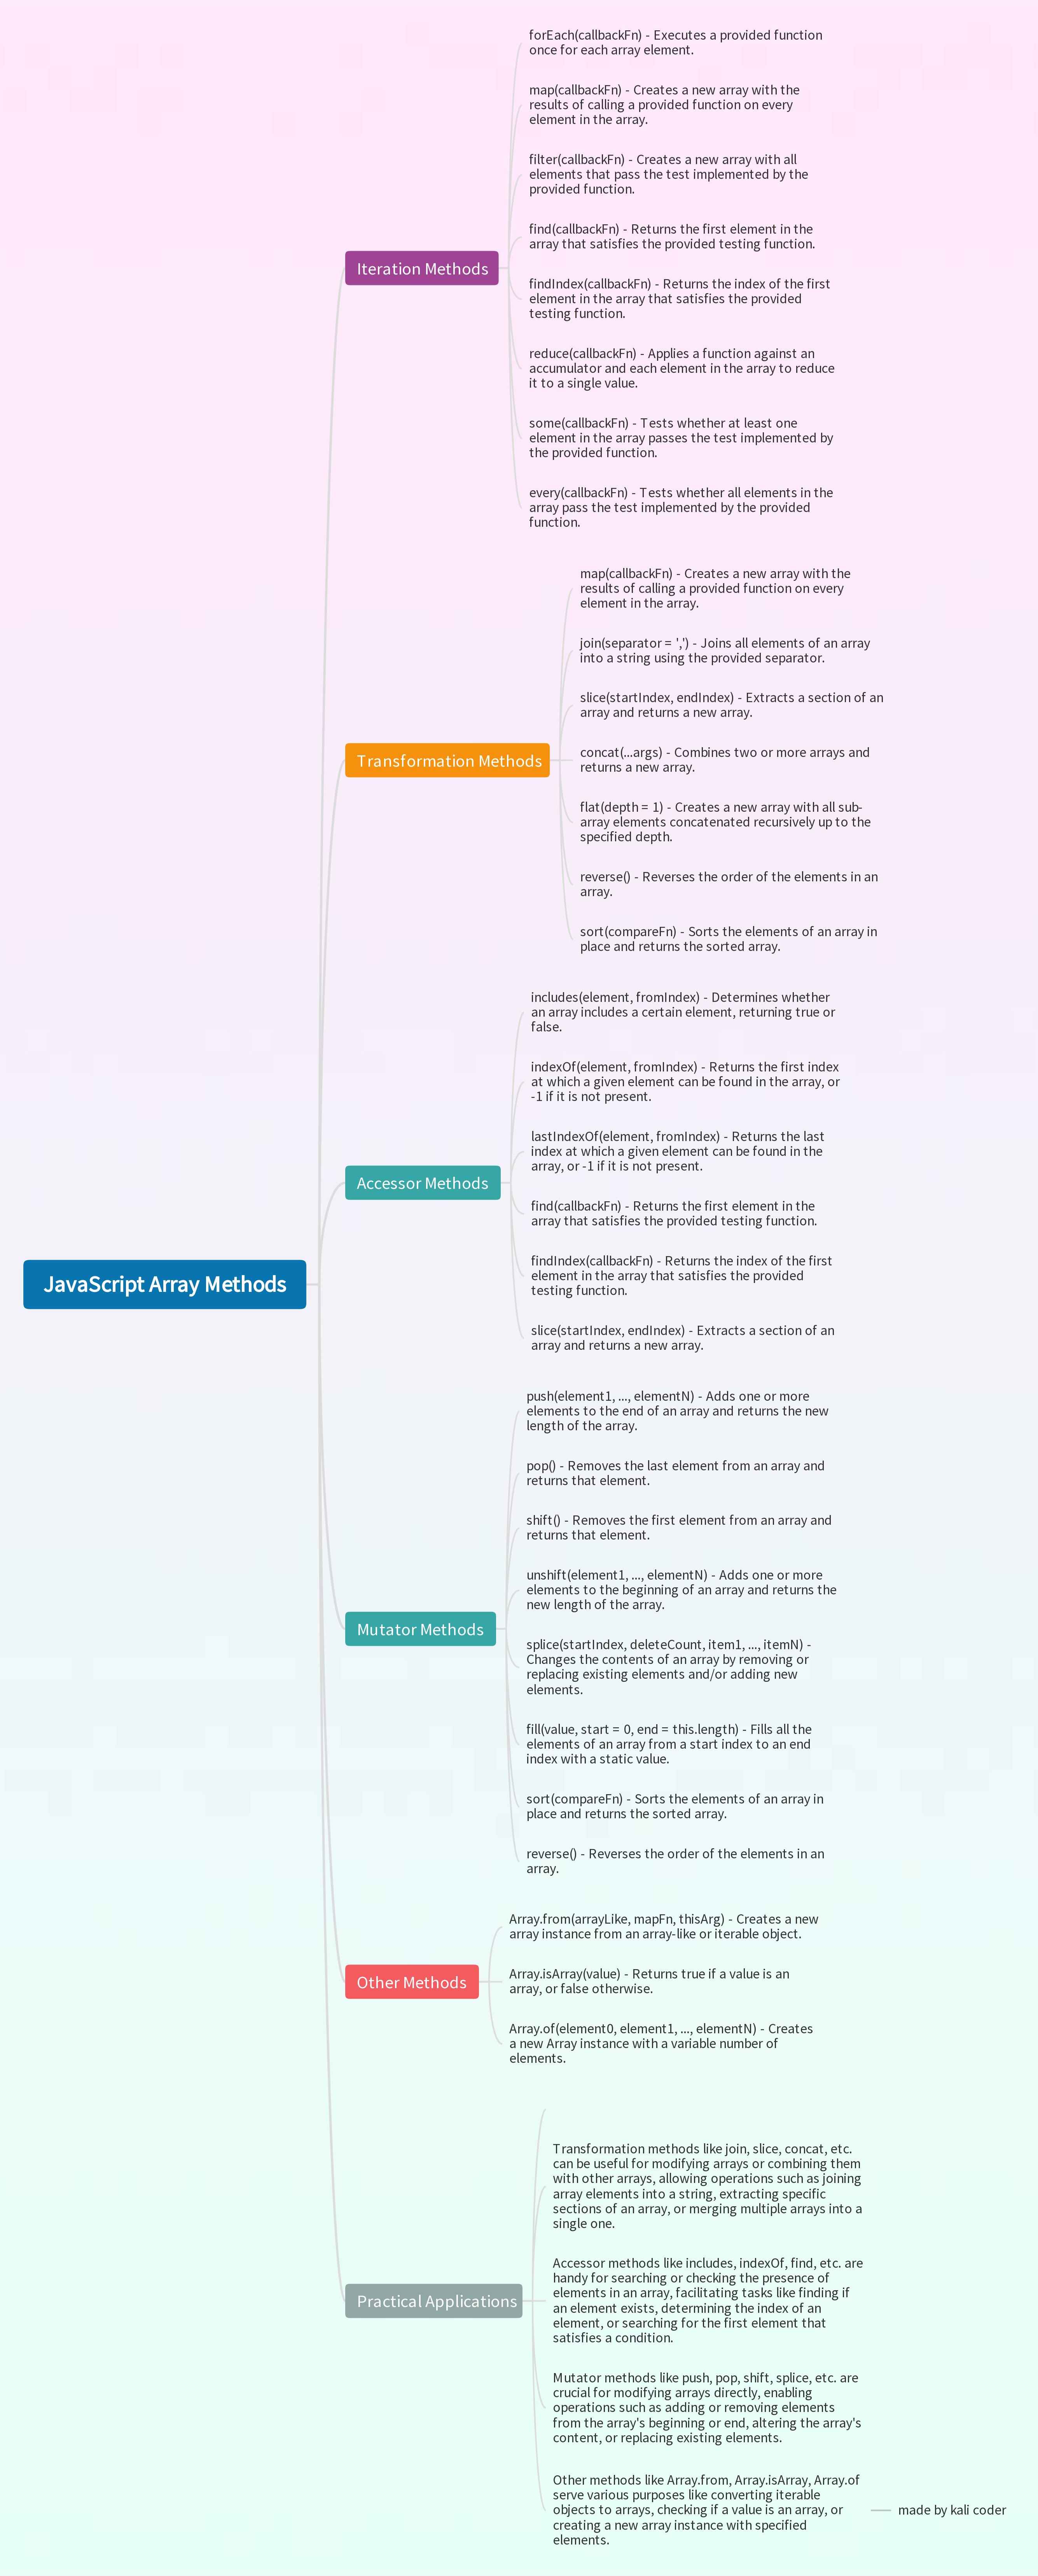 JavaScript Array Methods
Iteration Methods
forEach(callbackFn) - Executes a provided function
once for each array element.
map(callbackFn) - Creates a new array with the
results of calling a provided function on every
element in the array.
filter(callbackFn) - Creates a new array with all
elements that pass the test implemented by the
provided function.
find(callbackFn) - Returns the first element in the
array that satisfies the provided testing function.
findIndex(callbackFn) - Returns the index of the first
element in the array that satisfies the provided
testing function.
reduce(callbackFn) - Applies a function against an
accumulator and each element in the array to reduce
it to a single value.
some(callbackFn) - Tests whether at least one
element in the array passes the test implemented by
the provided function.
every(callbackFn) - Tests whether all elements in the
array pass the test implemented by the provided
function.
Transformation Methods
map(callbackFn) - Creates a new array with the
results of calling a provided function on every
element in the array.
join(separator = ',') - Joins all elements of an array
into a string using the provided separator.
slice(startIndex, endIndex) - Extracts a section of an
array and returns a new array.
concat(...args) - Combines two or more arrays and
returns a new array.
flat(depth = 1) - Creates a new array with all sub-
array elements concatenated recursively up to the
specified depth.
reverse() - Reverses the order of the elements in an
array.
sort(compareFn) - Sorts the elements of an array in
place and returns the sorted array.
Accessor Methods
includes(element, fromIndex) - Determines whether
an array includes a certain element, returning true or
false.
indexOf(element, fromIndex) - Returns the first index
at which a given element can be found in the array, or
-1 if it is not present.
lastIndexOf(element, fromIndex) - Returns the last
index at which a given element can be found in the
array, or -1 if it is not present.
find(callbackFn) - Returns the first element in the
array that satisfies the provided testing function.
findIndex(callbackFn) - Returns the index of the first
element in the array that satisfies the provided
testing function.
slice(startIndex, endIndex) - Extracts a section of an
array and returns a new array.
Mutator Methods
push(element1, ..., elementN) - Adds one or more
elements to the end of an array and returns the new
length of the array.
pop() - Removes the last element from an array and
returns that element.
shift() - Removes the first element from an array and
returns that element.
unshift(element1, ..., elementN) - Adds one or more
elements to the beginning of an array and returns the
new length of the array.
splice(startIndex, deleteCount, item1, ..., itemN) -
Changes the contents of an array by removing or
replacing existing elements and/or adding new
elements.
fill(value, start = 0, end = this.length) - Fills all the
elements of an array from a start index to an end
index with a static value.
sort(compareFn) - Sorts the elements of an array in
place and returns the sorted array.
reverse() - Reverses the order of the elements in an
array.
Other Methods
Array.from(arrayLike, mapFn, thisArg) - Creates a new
array instance from an array-like or iterable object.
Array.isArray(value) - Returns true if a value is an
array, or false otherwise.
Array.of(element0, element1, ..., elementN) - Creates
a new Array instance with a variable number of
elements.
Practical Applications
Transformation methods like join, slice, concat, etc.
can be useful for modifying arrays or combining them
with other arrays, allowing operations such as joining
array elements into a string, extracting specific
sections of an array, or merging multiple arrays into a
single one.
Accessor methods like includes, indexOf, find, etc. are
handy for searching or checking the presence of
elements in an array, facilitating tasks like finding if
an element exists, determining the index of an
element, or searching for the first element that
satisfies a condition.
Mutator methods like push, pop, shift, splice, etc. are
crucial for modifying arrays directly, enabling
operations such as adding or removing elements
from the array's beginning or end, altering the array's
content, or replacing existing elements.
Other methods like Array.from, Array.isArray, Array.of
serve various purposes like converting iterable
objects to arrays, checking if a value is an array, or
creating a new array instance with specified
elements.
made by kali coder